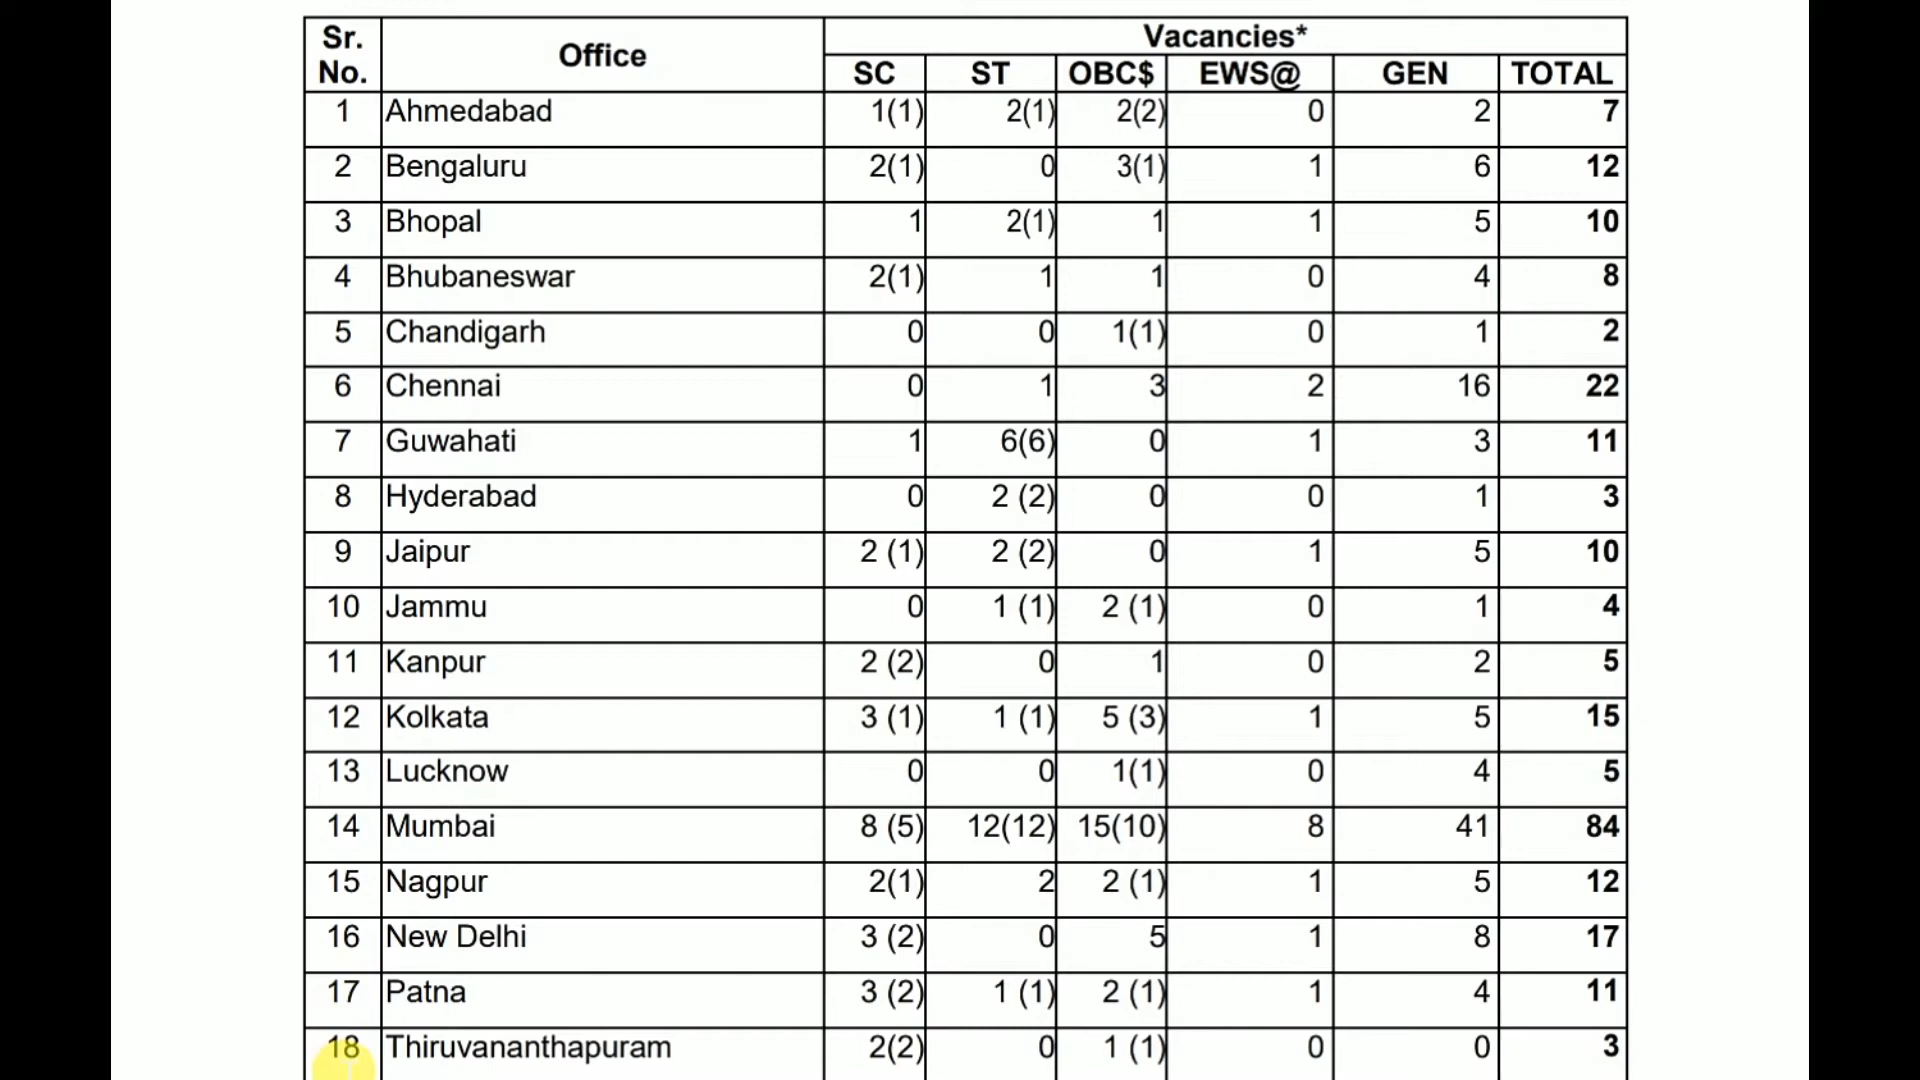 Sr. No. Office Vacancies*
SC ST OBC$ EWS@ GEN TOTAL
1 Ahmedabad 1(1) 2(1) 2(2) 0 2 7
2 Bengaluru 2(1) 0 3(1) 1 6 12
3 Bhopal 1 2(1) 1 1 5 10
4 Bhubaneswar 2(1) 1 1 0 4 8
5 Chandigarh 0 0 1(1) 0 1 2
6 Chennai 0 1 3 2 16 22
7 Guwahati 1 6(6) 0 1 3 11
8 Hyderabad 0 2 (2) 0 0 1 3
9 Jaipur 2 (1) 2 (2) 0 1 5 10
10 Jammu 0 1 (1) 2 (1) 0 1 4
11 Kanpur 2 (2) 0 1 0 2 5
12 Kolkata 3 (1) 1 (1) 5 (3) 1 5 15
13 Lucknow 0 0 1(1) 0 4 5
14 Mumbai 8 (5) 12(12) 15(10) 8 41 84
15 Nagpur 2(1) 2 2 (1) 1 5 12
16 New Delhi 3 (2) 0 5 1 8 17
17 Patna 3 (2) 1 (1) 2 (1) 1 4 11
18 Thiruvananthapuram 2(2) 0 1 (1) 0 0 3